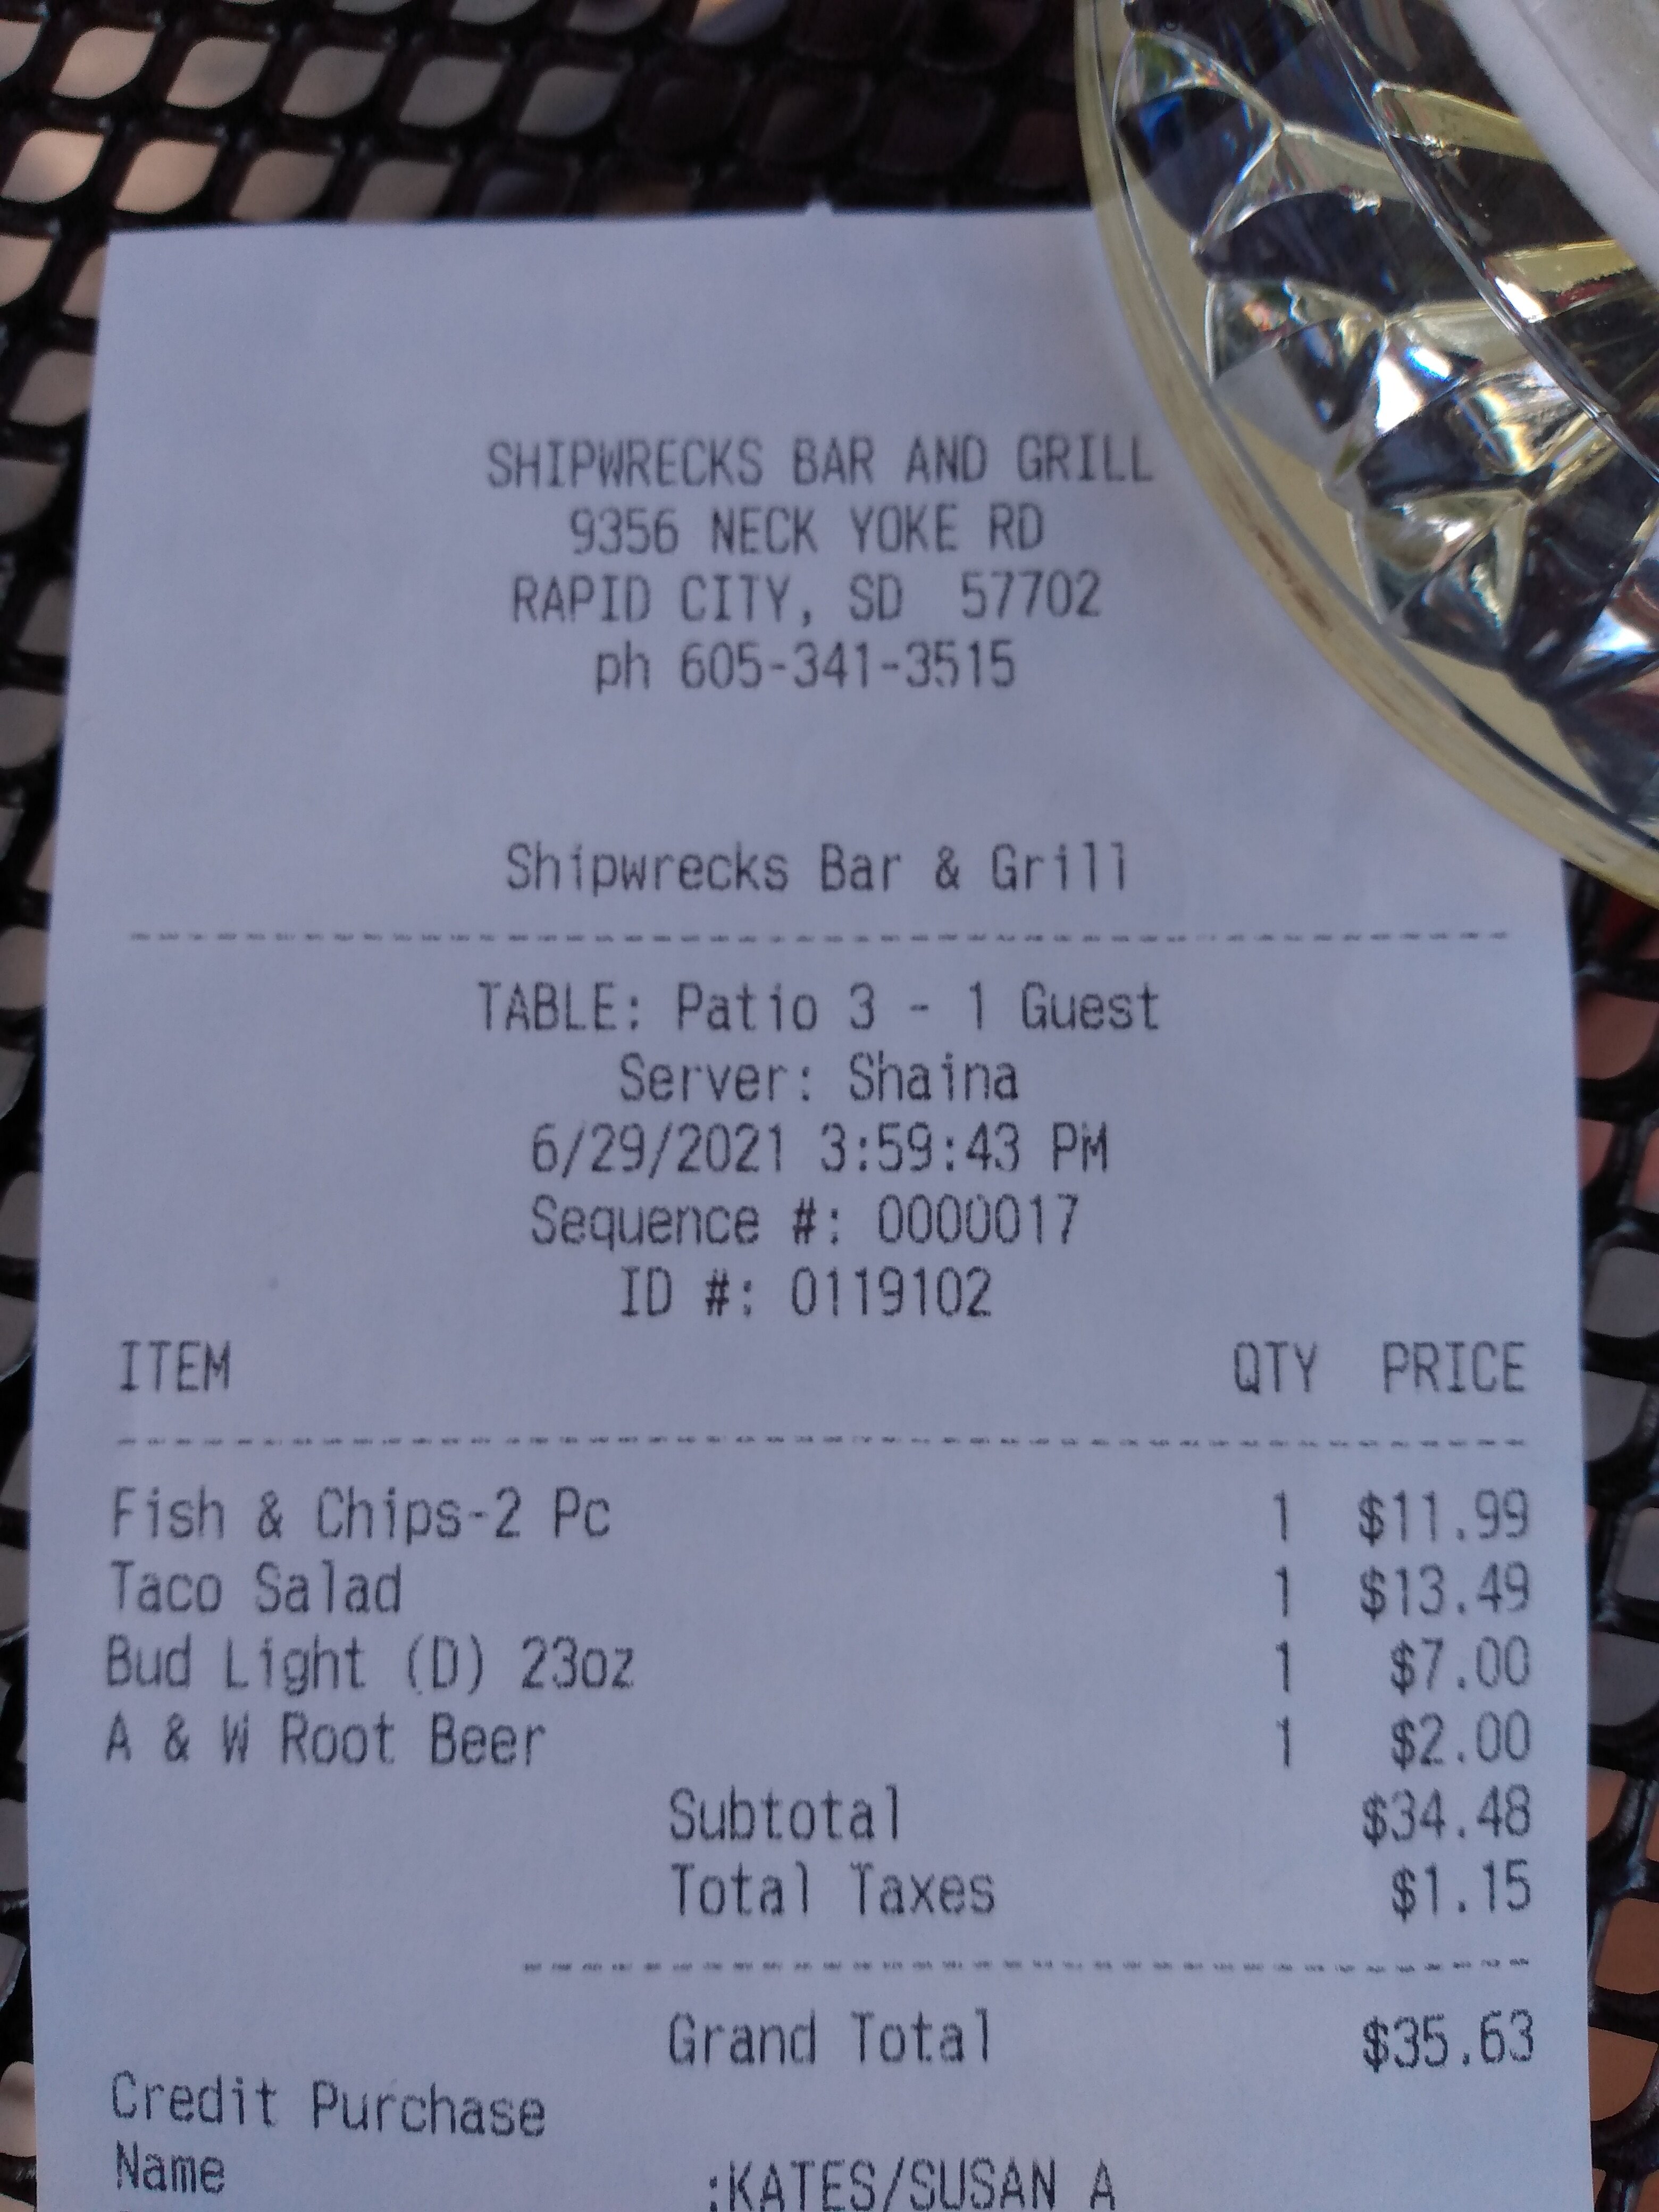 SHIPWRECKS BAR AND GRILL
9356 NECK YOKE RD
RAPID CITY, SD 57702
ph 605-341-3515
Shipwrecks Bar & Grill
TABLE: Patio 3 - 1 Guest
Server: Shaina
6/29/2021 3:59:43 PM
Sequence #: 0000017
ID #: 0119102
ITEM QTY PRICE
Fish & Chips-2 Pc 1 $11.99
Taco Salad 1 $13.49
Bud Light (D) 23oz 1 $7.00
A & W Root Beer 1 $2.00
Subtotal $34.48
Total Taxes $1.15
Grand Total $35.63
Credit Purchase
Name :KATES/SUSAN A